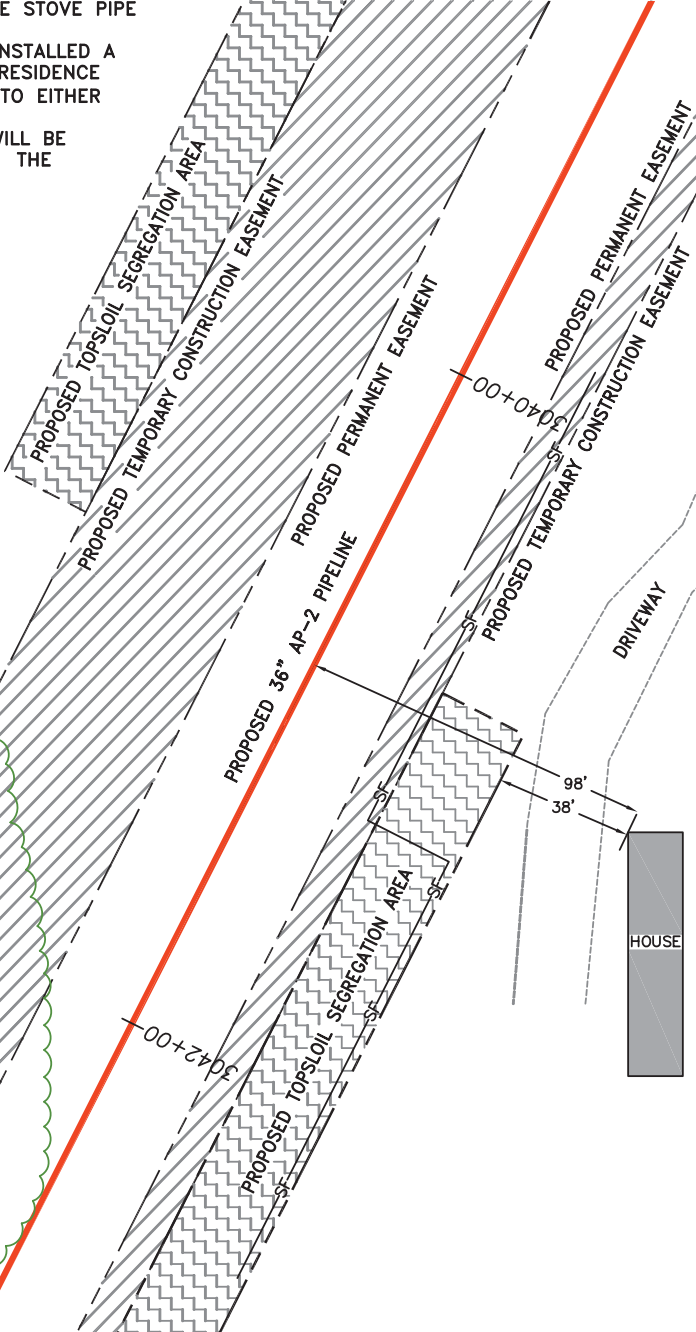 E STOVE PIPE
NSTALLED A
RESIDENCE
TO EITHER
WILL BE
THE
PROPOSED TOPSLOIL SEGREGATION AREA
PROPOSED TEMPORARY CONSTRUCTION EASEMENT
PROPOSED PERMANENT EASEMENT
PROPOSED PERMANENT EASEMENT
PROPOSED TEMPORARY CONSTRUCTION EASEMENT
3040+00
SF
SF
DRIVEWAY
PROPOSED 36" AP-2 PIPELINE
98'
38'
SF
SF
HOUSE
PROPOSED TOPSLOIL SEGREGATION AREA
SF
3042+00
SF